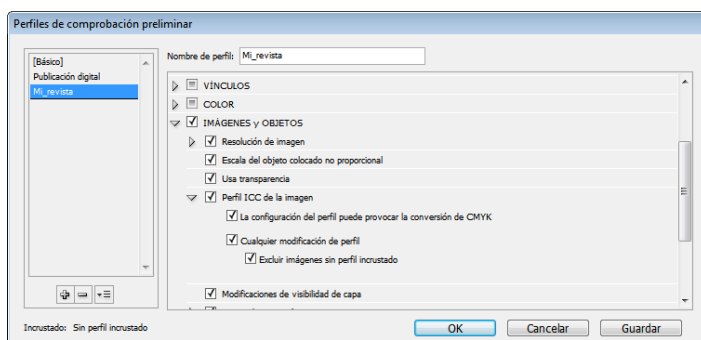 Perfiles de comprobación preliminar
[Básico]
Publicación digital
Mi_revista
Nombre de perfil: Mi_revista
VÍNCULOS
COLOR
IMÁGENES y OBJETOS
Resolución de imagen
Escala del objeto colocado no proporcional
Usa transparencia
Perfil ICC de la imagen
La configuración del perfil puede provocar la conversión de CMYK
Cualquier modificación de perfil
Excluir imágenes sin perfil incrustado
Modificaciones de visibilidad de capa
Incrustado: Sin perfil incrustado
OK Cancelar Guardar